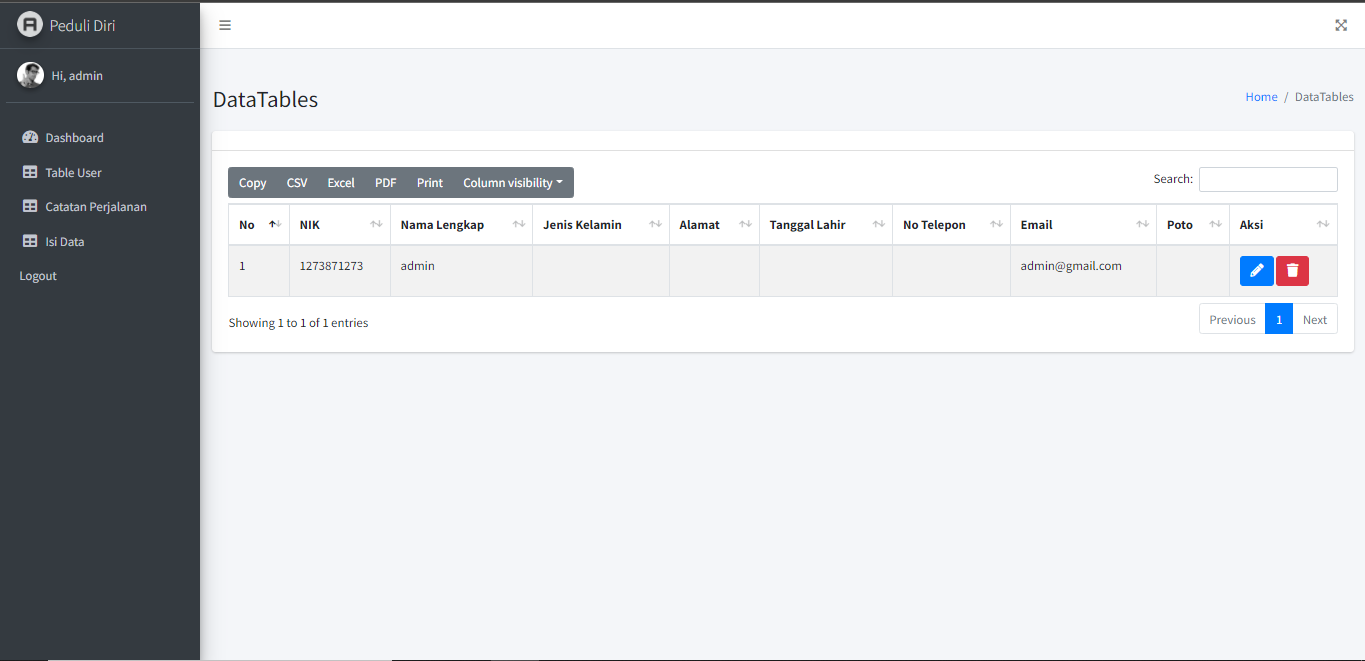 Peduli Diri
Hi, admin
Dashboard
Table User
Catatan Perjalanan
Isi Data
Logout
DataTables
Home / DataTables
Copy CSV Excel PDF Print Column visibility
Search:
No NIK Nama Lengkap Jenis Kelamin Alamat Tanggal Lahir No Telepon Email Poto Aksi
1 1273871273 admin admin@gmail.com
Showing 1 to 1 of 1 entries
Previous 1 Next